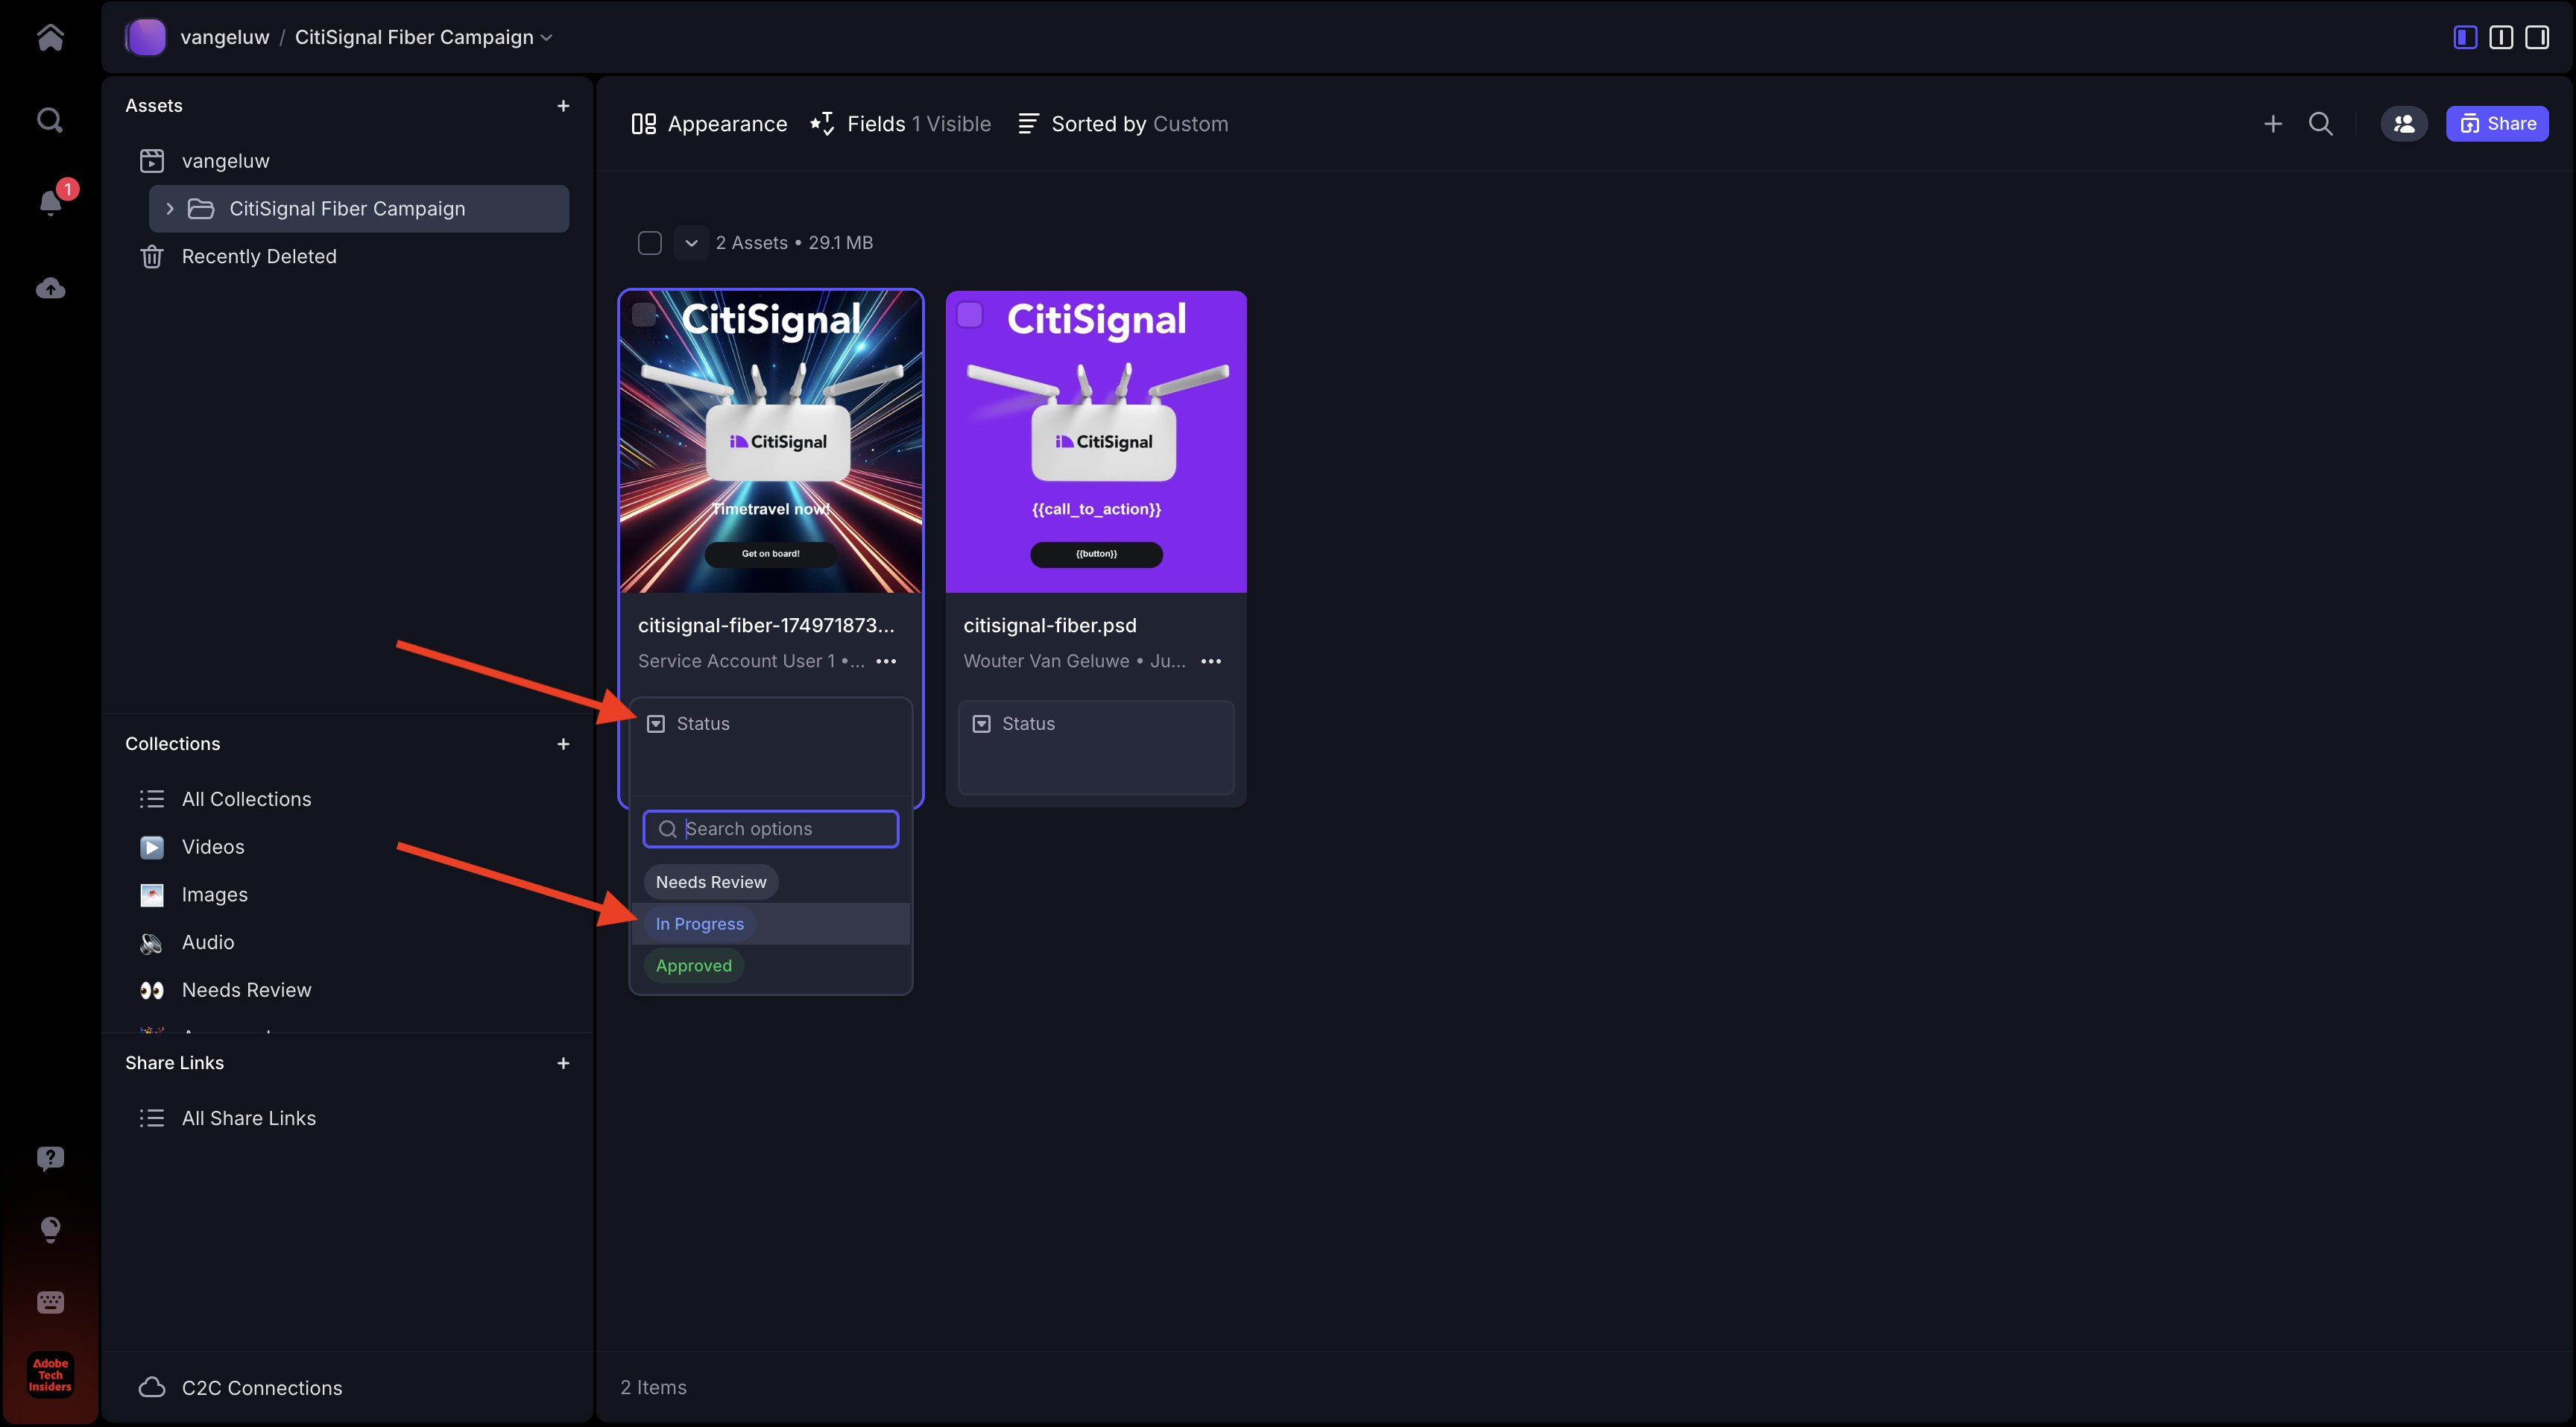 vangeluw / CitiSignal Fiber Campaign
1
Assets
vangeluw
CitiSignal Fiber Campaign
Recently Deleted
Collections
All Collections
Videos
Images
Audio
Needs Review
Share Links
All Share Links
C2C Connections
Adobe
Tech
Insiders
Appearance Fields 1 Visible Sorted by Custom
Share
2 Assets • 29.1 MB
CitiSignal
CitiSignal
Timetravel now!
Get on board!
citisignal-fiber-174971873...
Service Account User 1 •...
Status
Search options
Needs Review
In Progress
Approved
CitiSignal
CitiSignal
{{call_to_action}}
{{button}}
citisignal-fiber.psd
Wouter Van Geluwe • Ju...
Status
2 Items